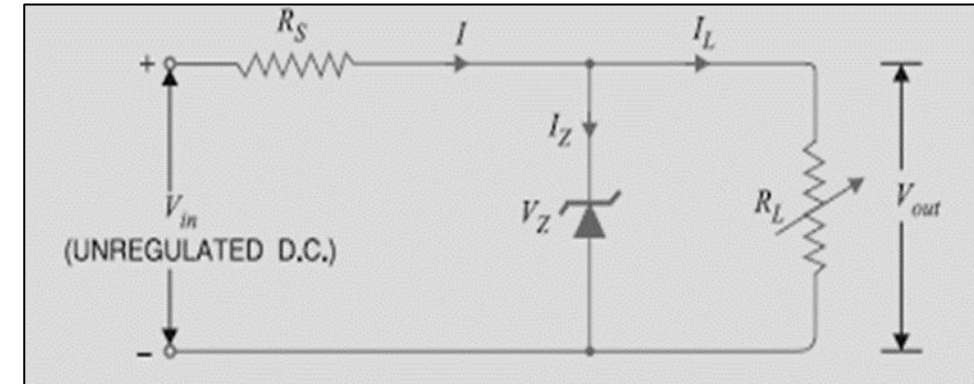 R_S
I
I_L
+
I_Z
V_in
(UNREGULATED D.C.)
V_Z
R_L
V_out
–